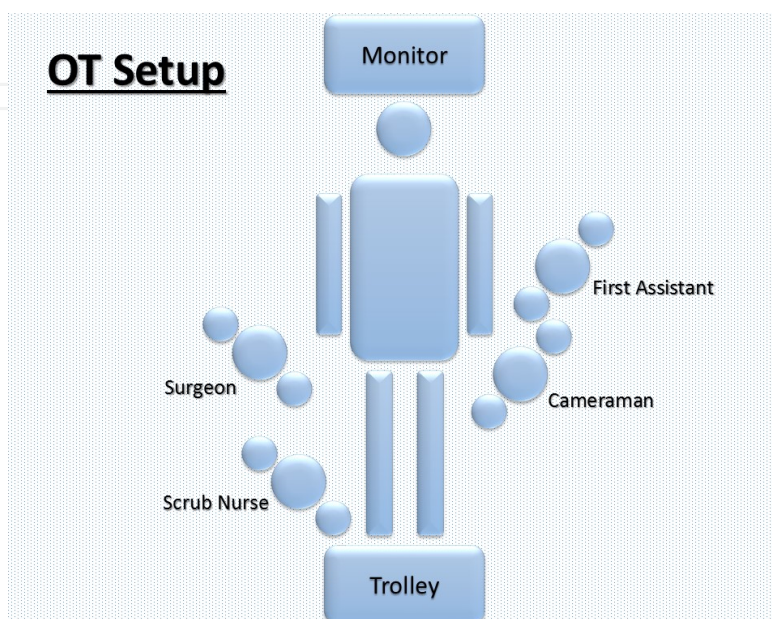 OT Setup
Monitor
First Assistant
Surgeon
Cameraman
Scrub Nurse
Trolley